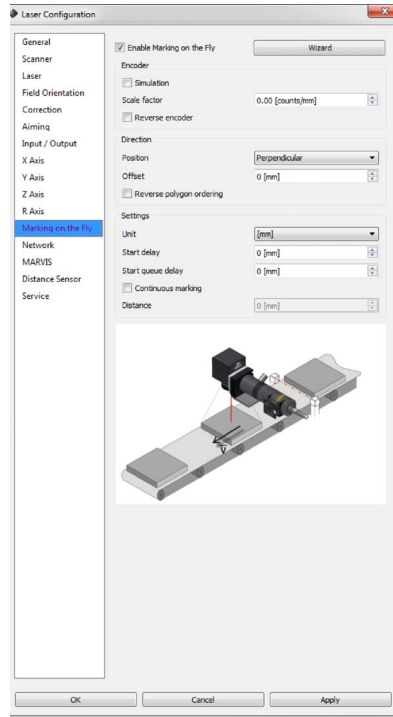 Laser Configuration
General
Scanner
Laser
Field Orientation
Correction
Aiming
Input / Output
X Axis
Y Axis
Z Axis
R Axis
Marking on the Fly
Network
MARVIS
Distance Sensor
Service
Enable Marking on the Fly Wizard
Encoder
Simulation
Scale factor 0.00 [counts/mm]
Reverse encoder
Direction
Position Perpendicular
Offset 0 [mm]
Reverse polygon ordering
Settings
Unit [mm]
Start delay 0 [mm]
Start queue delay 0 [mm]
Continuous marking
Distance 0 [mm]
V
OK Cancel Apply